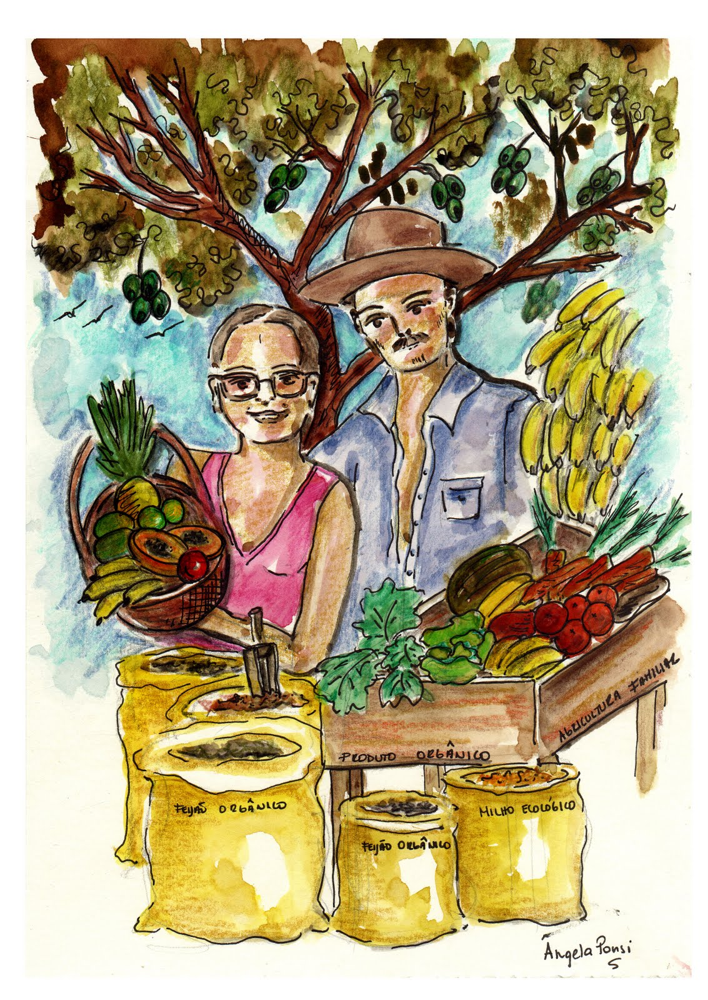 AGRICULTURA FAMILIAR
PRODUTO ORGÂNICO
FEIJÃO ORGÂNICO
MILHO ECOLÓGICO
FEIJÃO ORGÂNICO
Ângela Ponsi